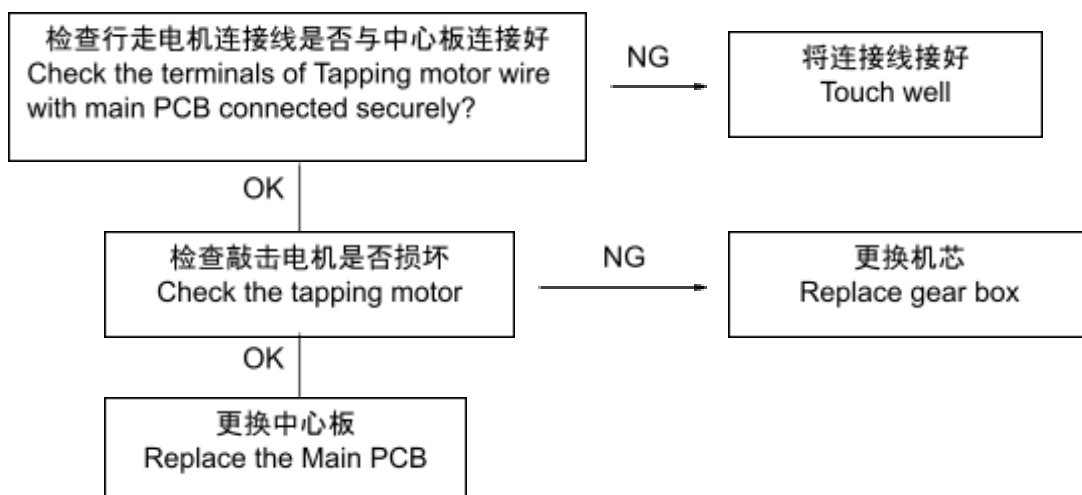 检查行走电机连接线是否与中心板连接好
Check the terminals of Tapping motor wire
with main PCB connected securely?
NG
将连接线接好
Touch well
OK
检查敲击电机是否损坏
Check the tapping motor
NG
更换机芯
Replace gear box
OK
更换中心板
Replace the Main PCB